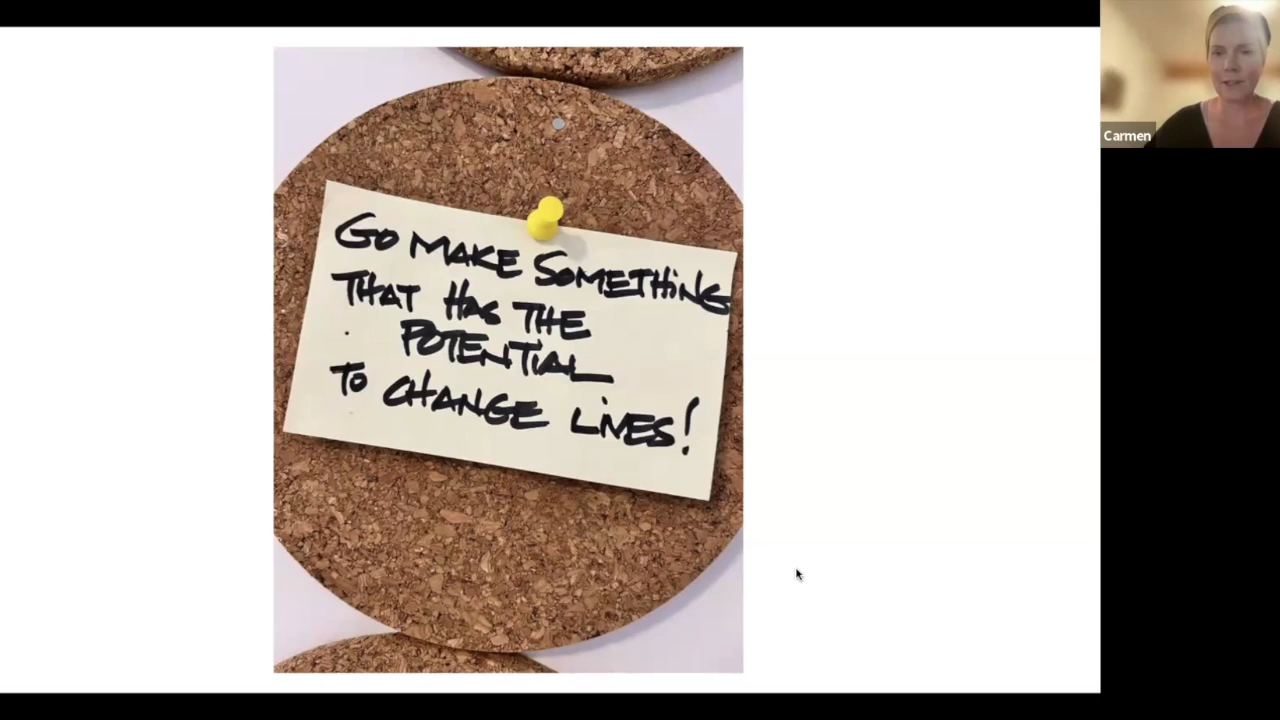 Go MAKE SOMETHiNG
THAT HAS THE
POTENTiAL
To CHANGE LiVES!
Carmen